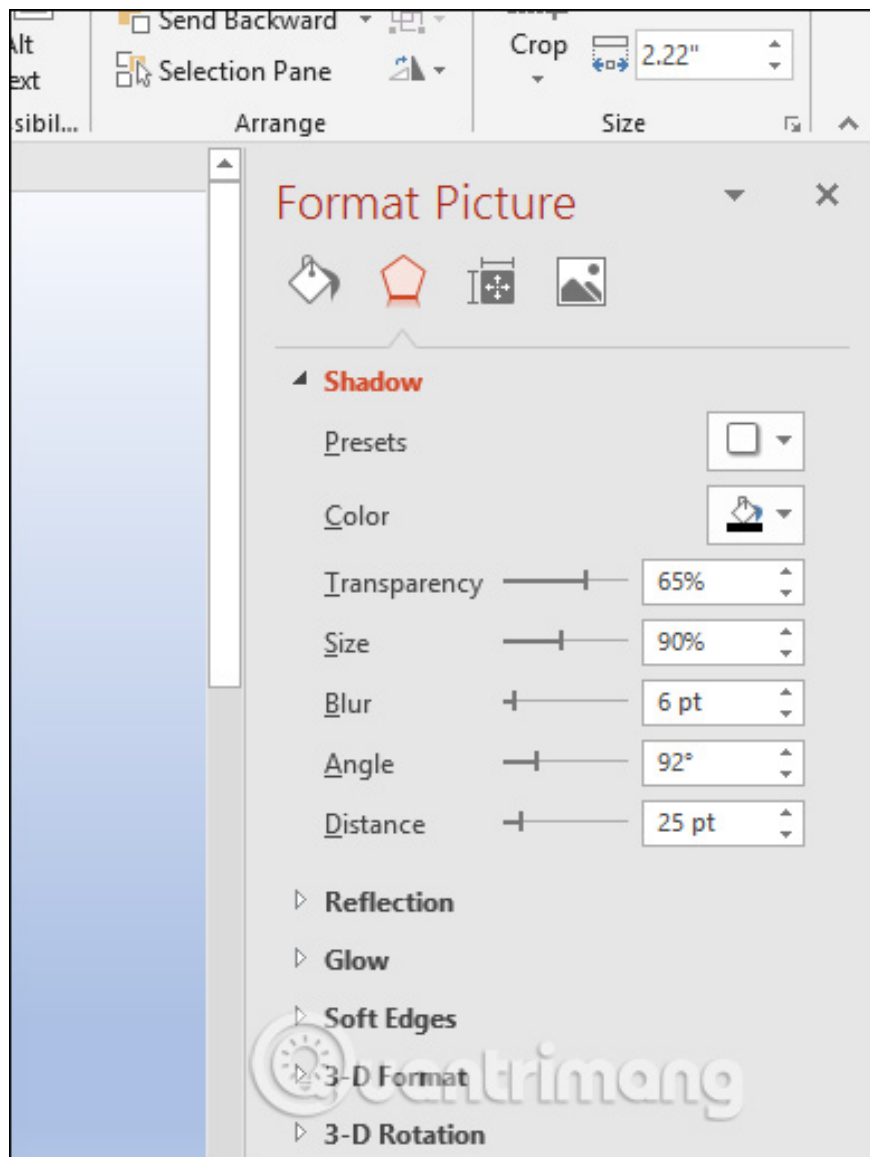 Send Backward
Alt
Crop
2.22"
Selection Pane
ext
sibil...
Arrange
Size
Format Picture
Shadow
Presets
Color
Transparency 65%
Size 90%
Blur 6 pt
Angle 92°
Distance 25 pt
Reflection
Glow
Soft Edges
3-D Format
Quantrimang
3-D Rotation